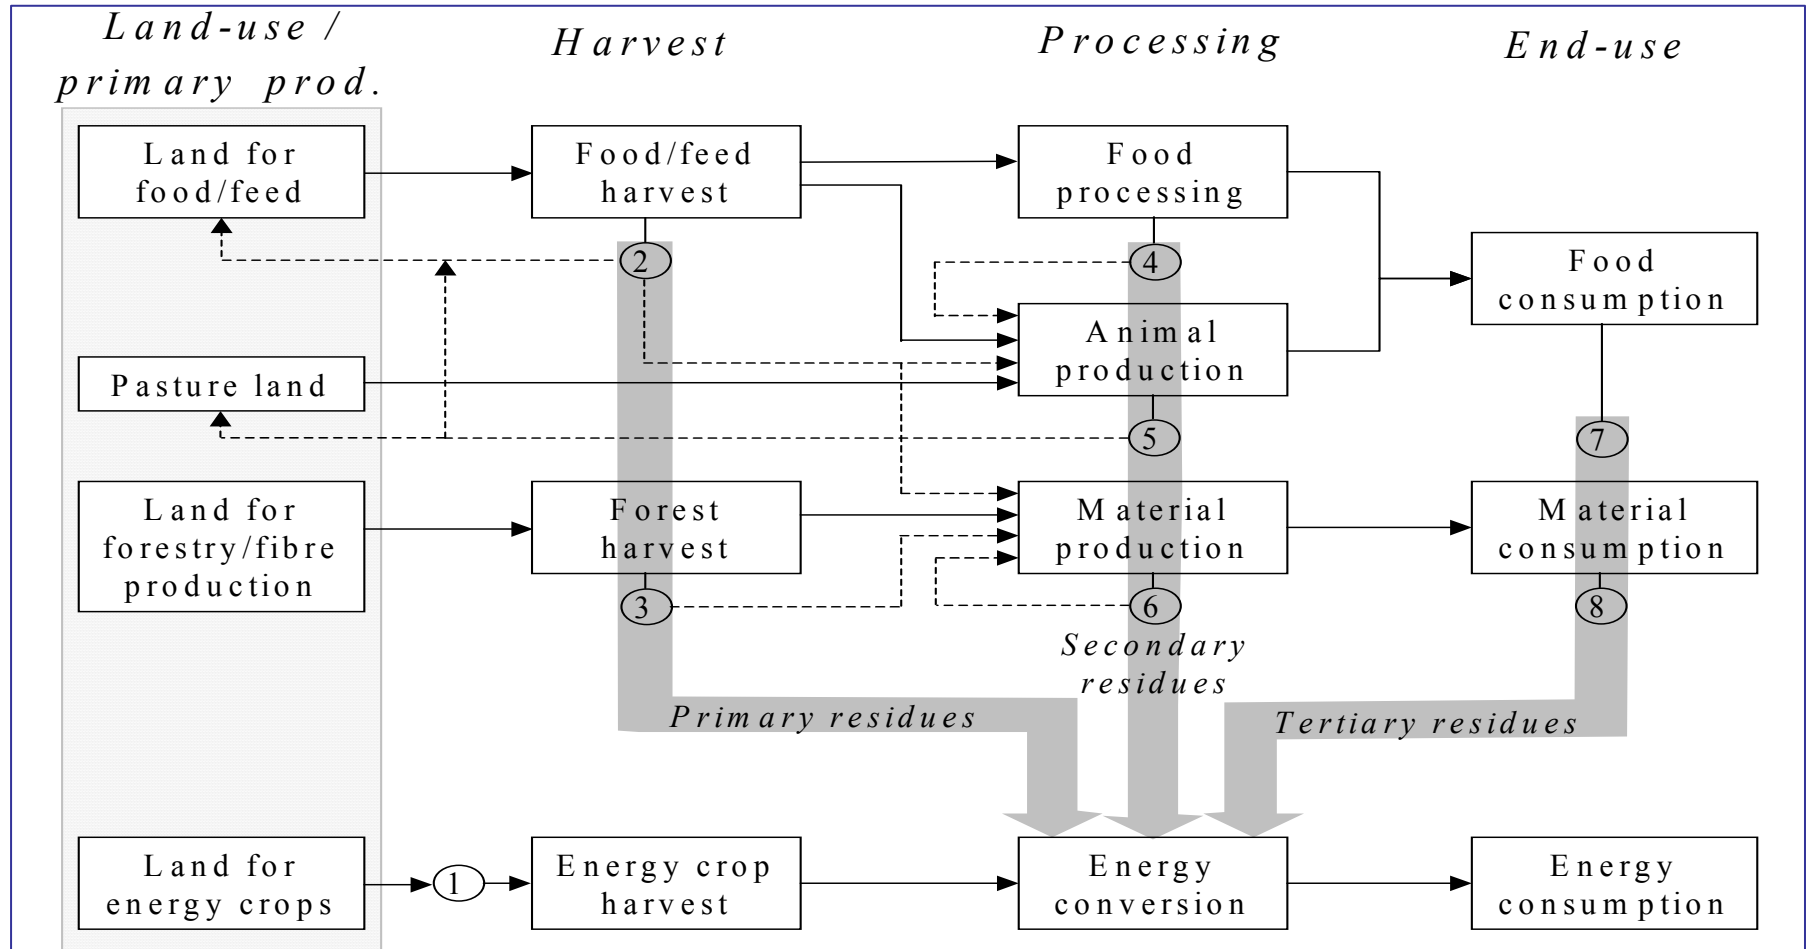 Land-use /
primary prod.
Harvest
Processing
End-use
Land for
food/feed
Food/feed
harvest
Food
processing
2
4
Food
consumption
Animal
production
Pasture land
5
7
Land for
forestry/fibre
production
Forest
harvest
Material
production
Material
consumption
3
6
8
Secondary
residues
Primary residues
Tertiary residues
Land for
energy crops
1
Energy crop
harvest
Energy
conversion
Energy
consumption